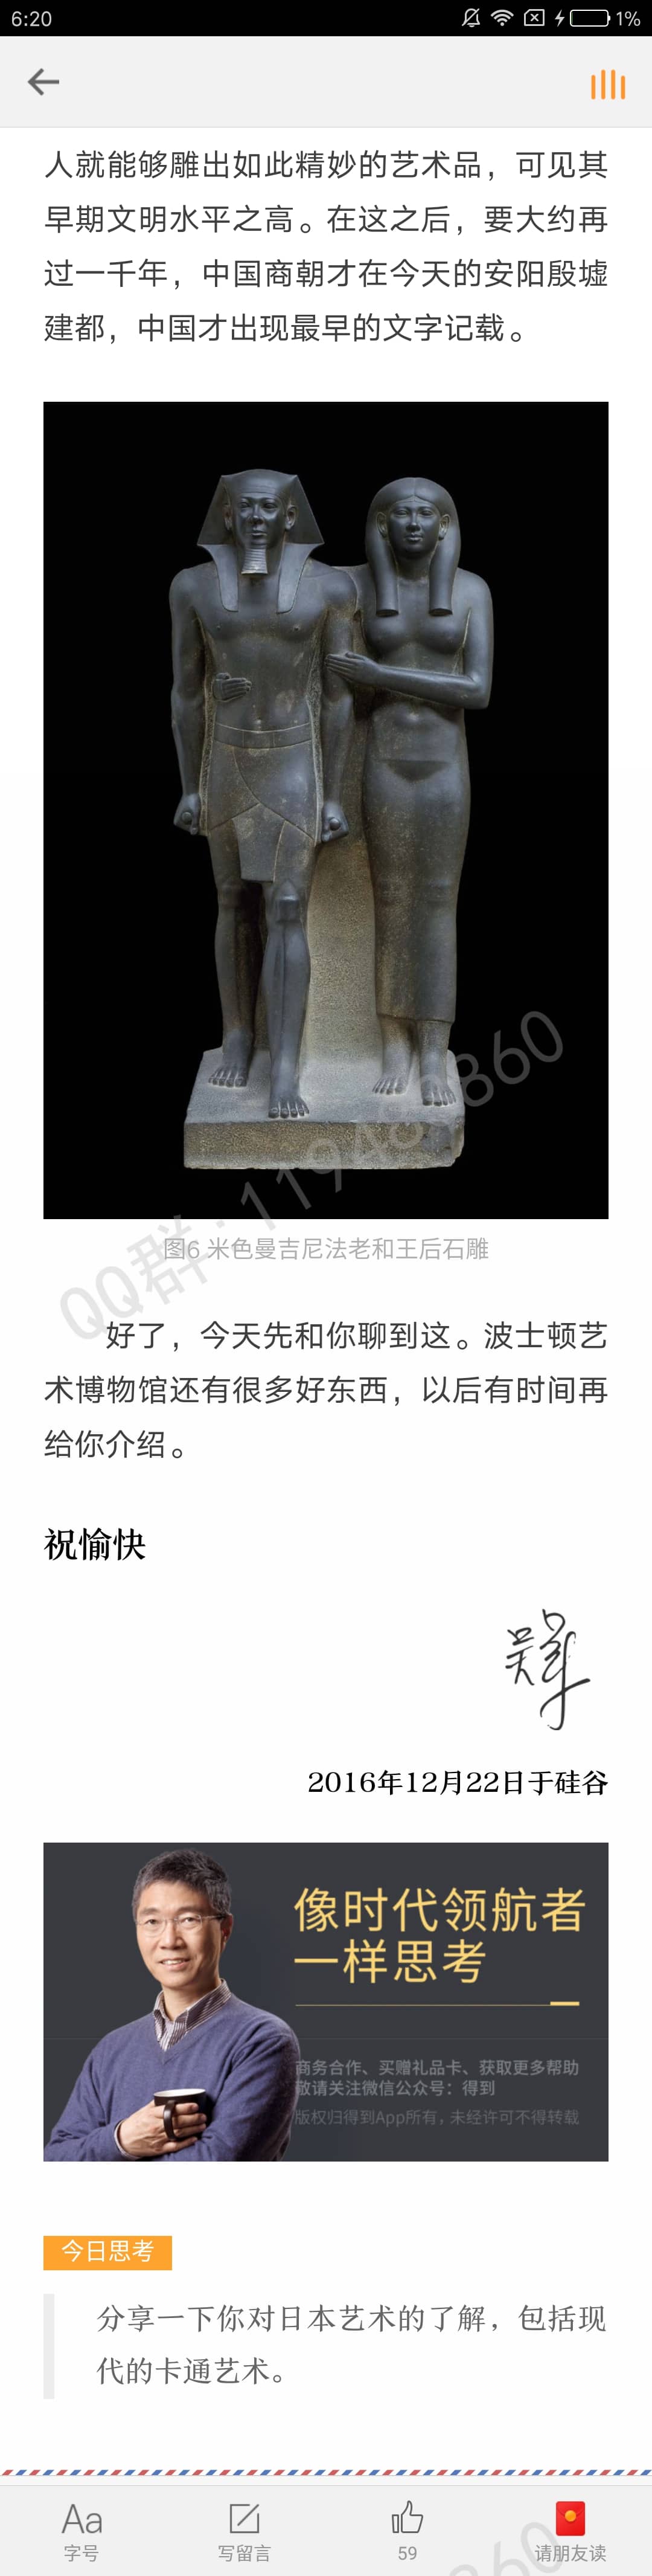 6:20
1%
人就能够雕出如此精妙的艺术品，可见其
早期文明水平之高。在这之后，要大约再
过一千年，中国商朝才在今天的安阳殷墟
建都，中国才出现最早的文字记载。
图6 米色曼吉尼法老和王后石雕
好了，今天先和你聊到这。波士顿艺
术博物馆还有很多好东西，以后有时间再
给你介绍。
祝愉快
吴军
2016年12月22日于硅谷
像时代领航者
一样思考
商务合作、买赠礼品卡、获取更多帮助
敬请关注微信公众号：得到
版权归得到App所有，未经许可不得转载
今日思考
分享一下你对日本艺术的了解，包括现
代的卡通艺术。
Aa
字号
写留言
59
请朋友读